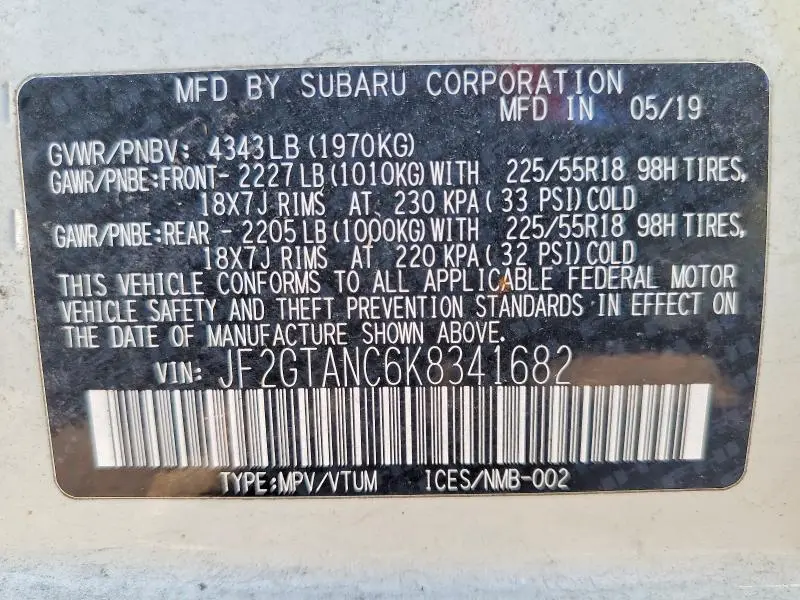 MFD BY SUBARU CORPORATION
MFD IN 05/19
GVWR/PNBV: 4343LB (1970KG)
GAWR/PNBE:FRONT- 2227LB (1010KG) WITH 225/55R18 98H TIRES,
18X7J RIMS AT 230 KPA( 33 PSI) COLD
GAWR/PNBE:REAR - 2205LB (1000KG) WITH 225/55R18 98H TIRES,
18X7J RIMS AT 220 KPA( 32 PSI) COLD
THIS VEHICLE CONFORMS TO ALL APPLICABLE FEDERAL MOTOR
VEHICLE SAFETY AND THEFT PREVENTION STANDARDS IN EFFECT ON
THE DATE OF MANUFACTURE SHOWN ABOVE.
VIN: JF2GTANC6K8341682
TYPE:MPV/VTUM ICES/NMB-002